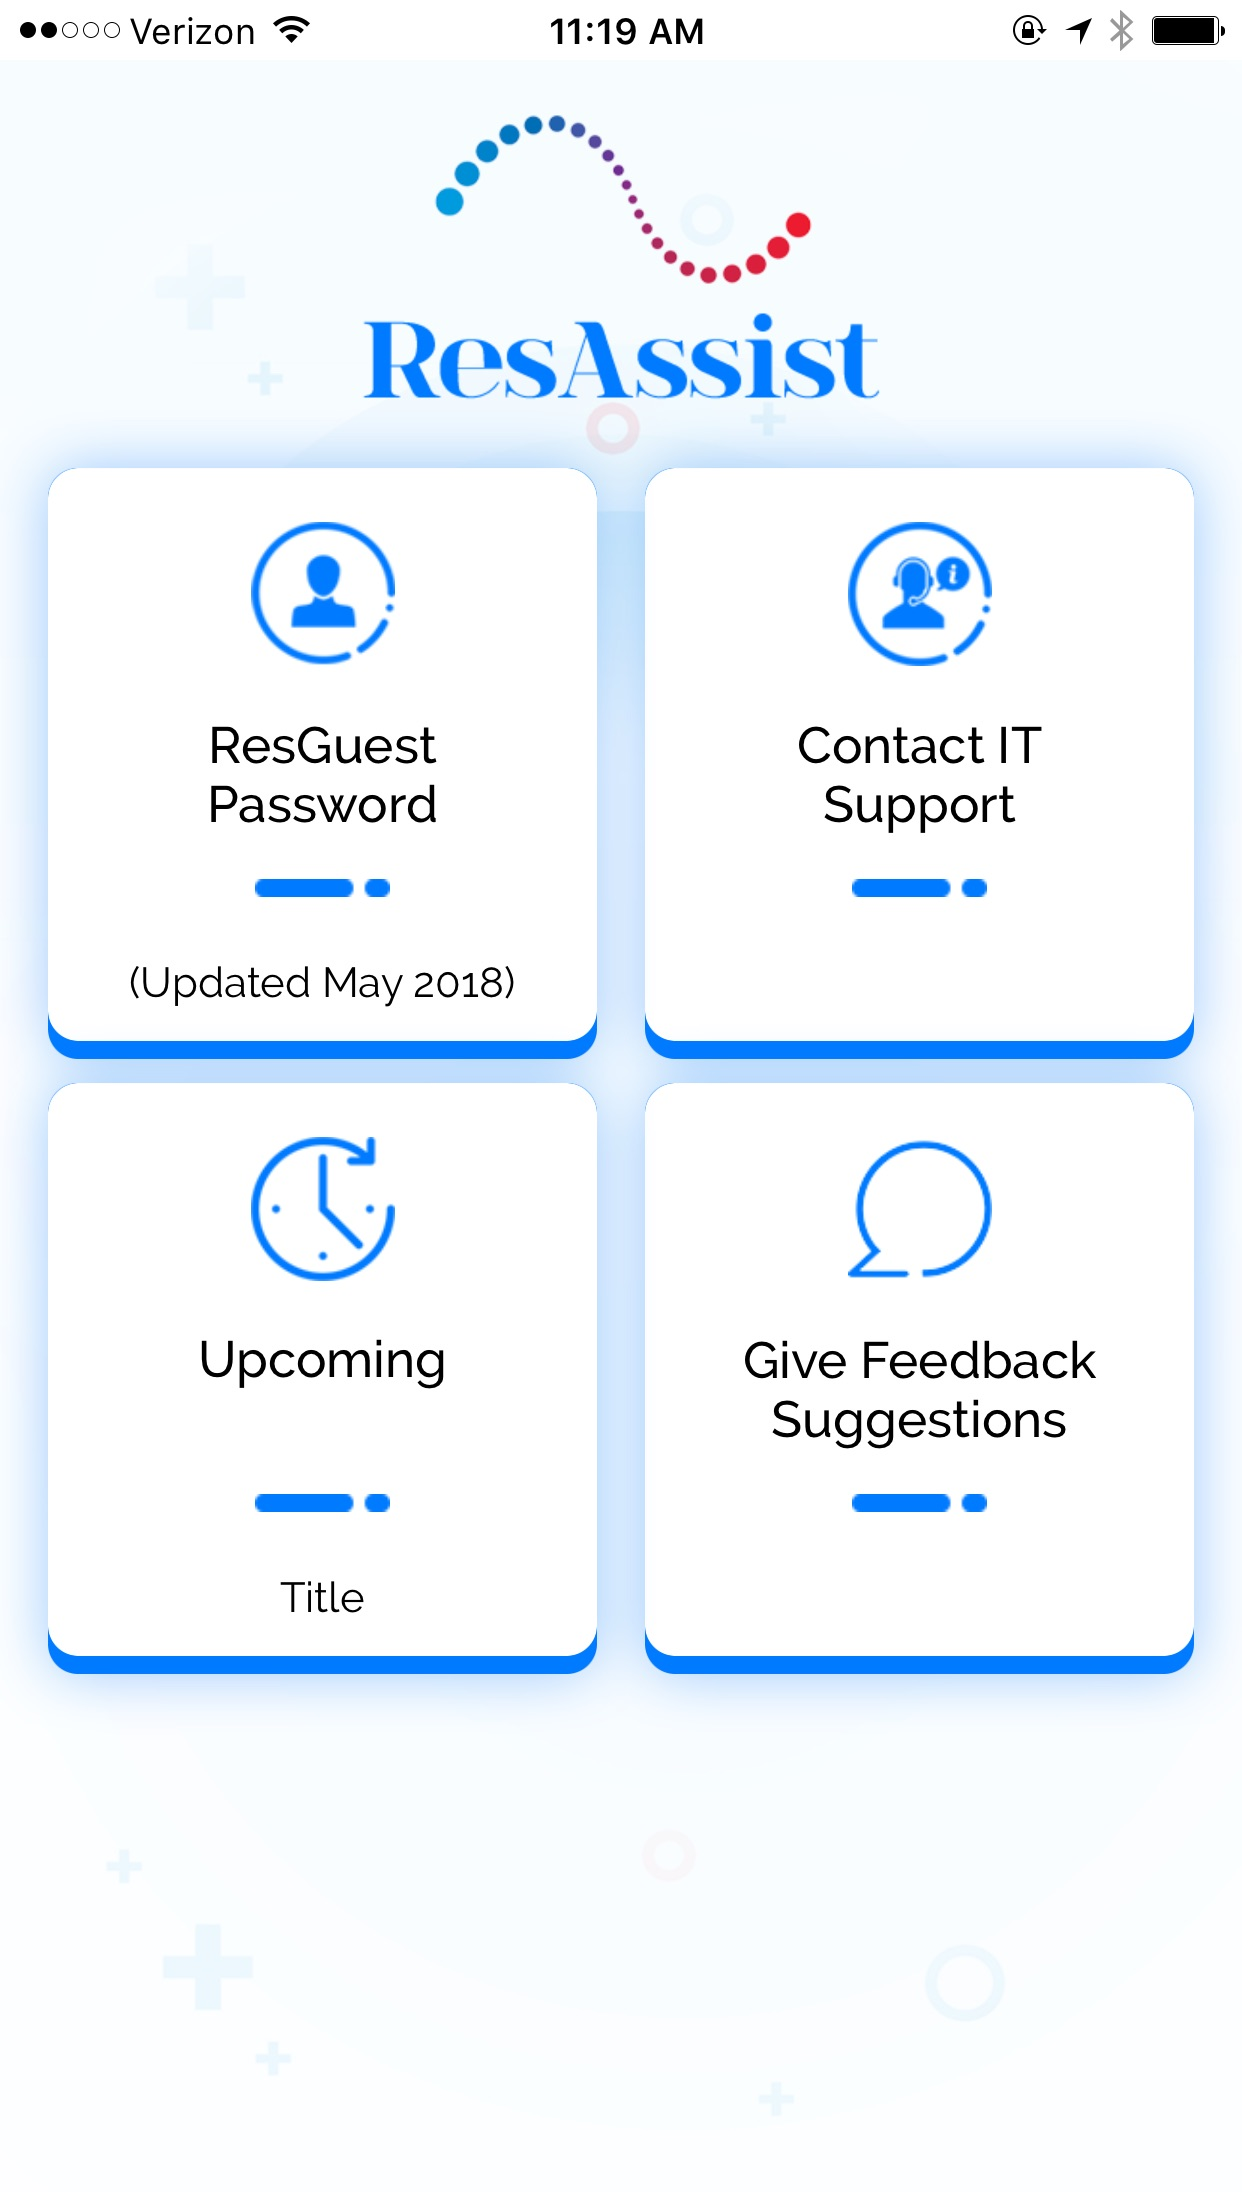 Verizon 11:19 AM
ResAssist
ResGuest
Password
(Updated May 2018)
Contact IT
Support
i
Upcoming
Title
Give Feedback
Suggestions